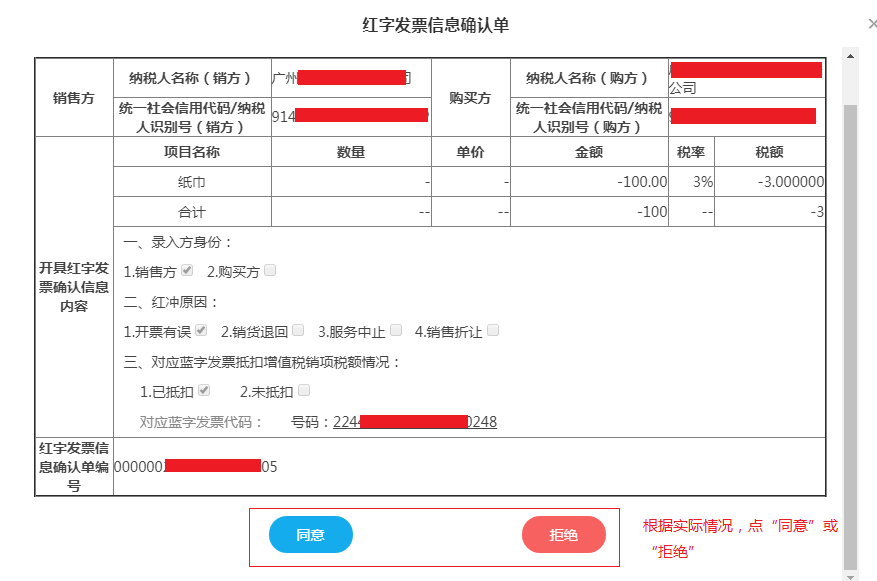 红字发票信息确认单
销售方
纳税人名称（销方）
广州
司
购买方
纳税人名称（购方）
公司
统一社会信用代码/纳税
人识别号（销方）
914
统一社会信用代码/纳税
人识别号（购方）
开具红字发
票确认信息
内容
项目名称 数量 单价 金额 税率 税额
纸巾 - - -100.00 3% -3.000000
合计 -- -- -100 -- -3
一、录入方身份：
1.销售方 2.购买方
二、红冲原因：
1.开票有误 2.销货退回 3.服务中止 4.销售折让
三、对应蓝字发票抵扣增值税销项税额情况：
1.已抵扣 2.未抵扣
对应蓝字发票代码： 号码：224 0248
红字发票信
息确认单编
号
000000 05
同意 拒绝
根据实际情况，点“同意”或
“拒绝”